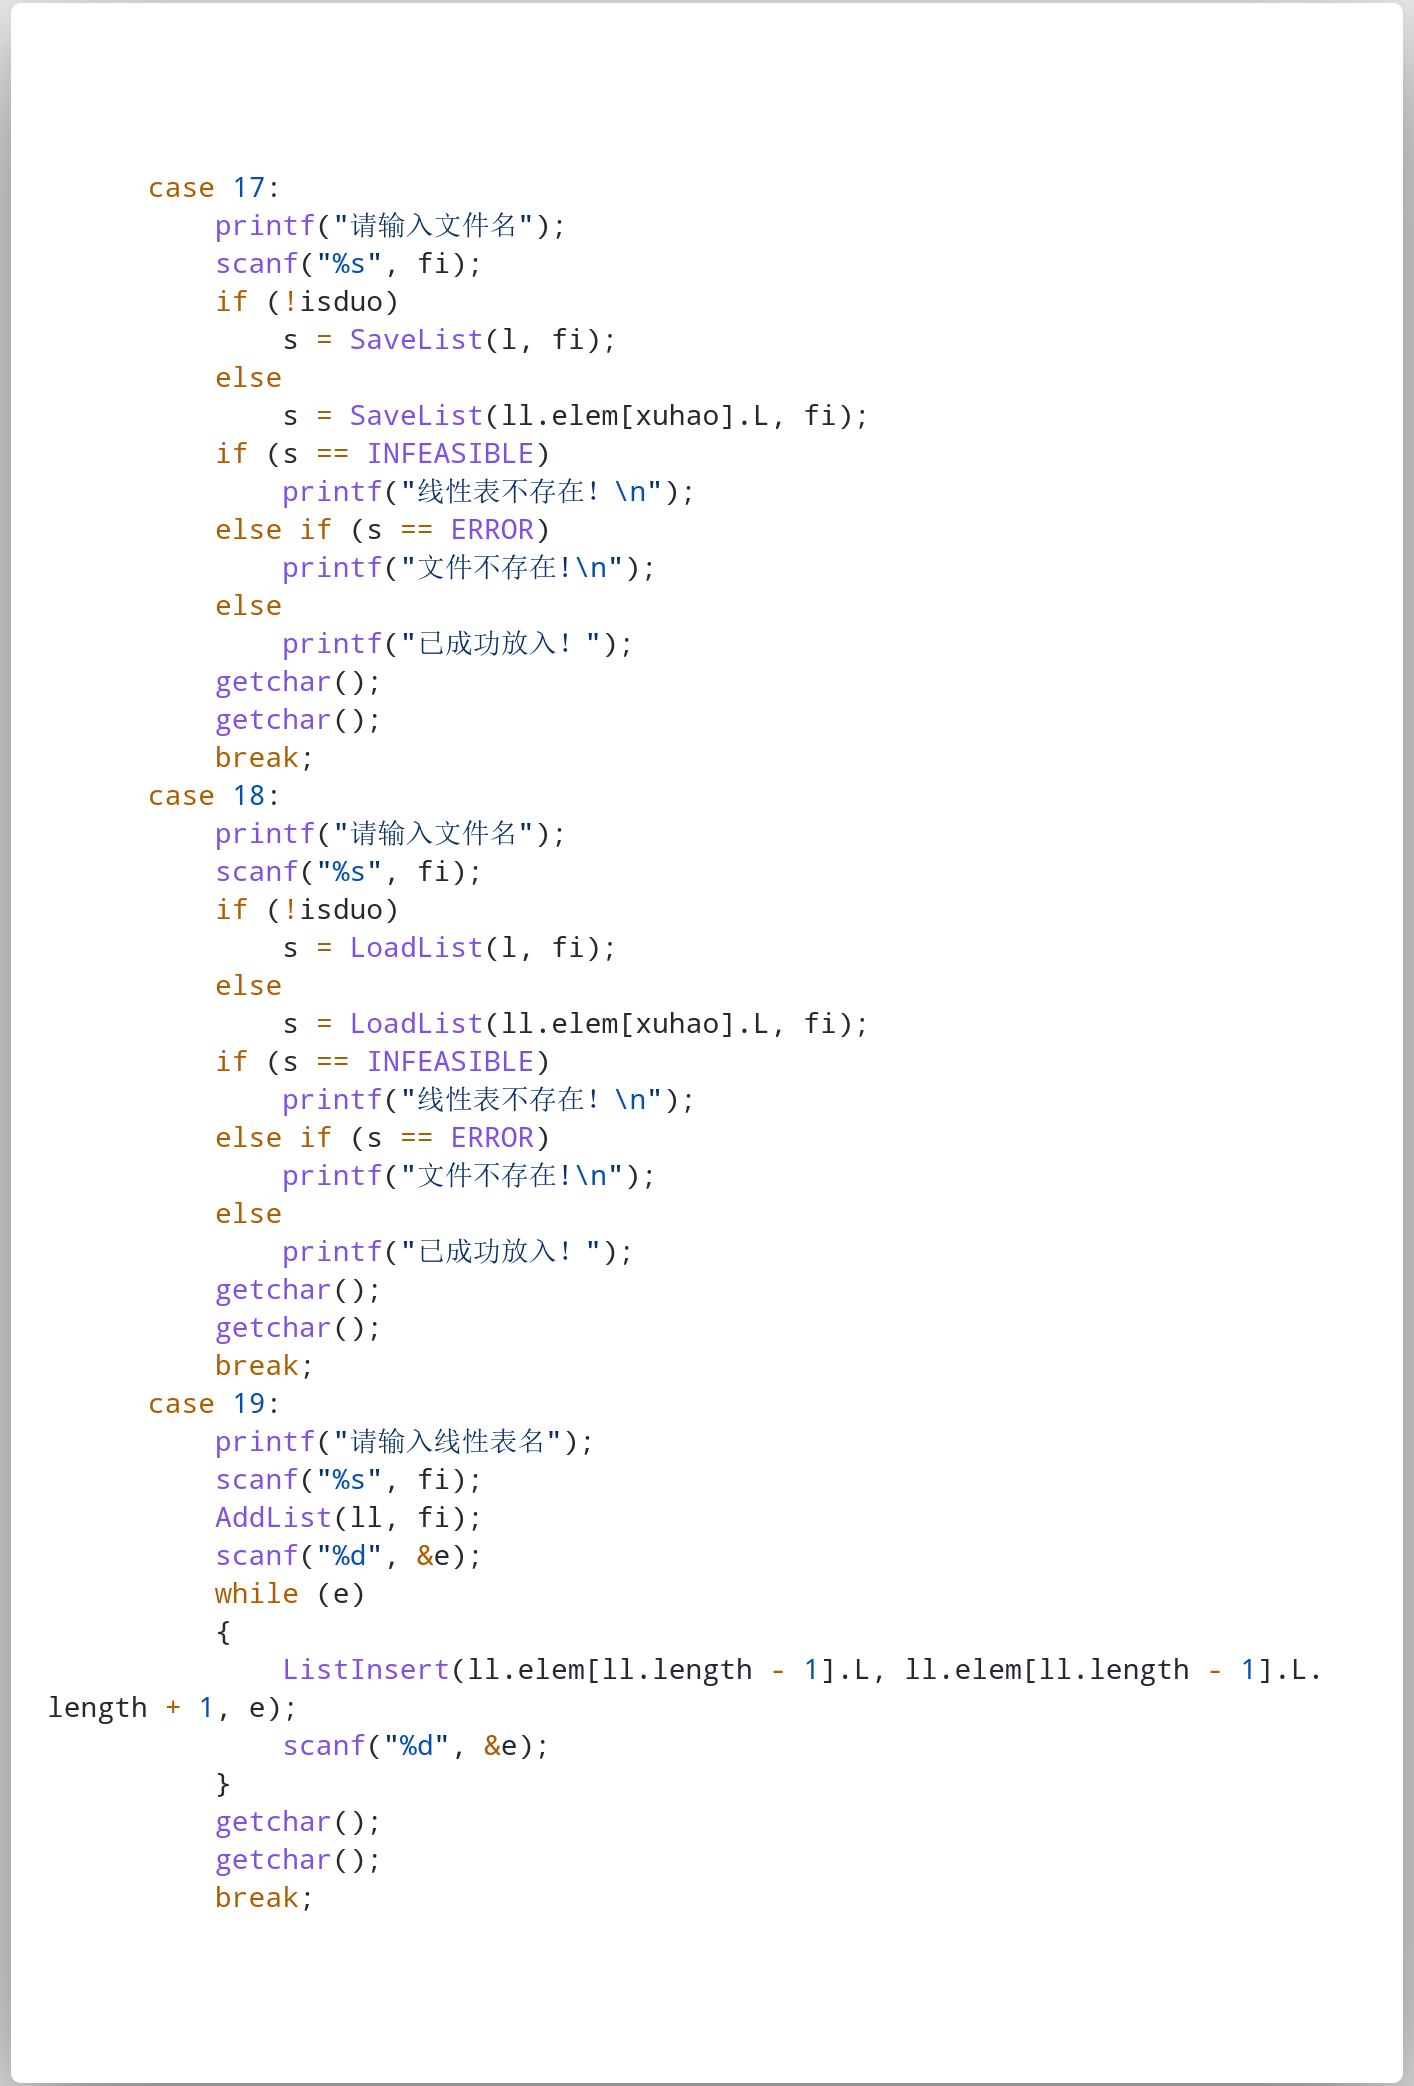 case 17:
    printf("请输入文件名");
    scanf("%s", fi);
    if (!isduo)
        s = SaveList(l, fi);
    else
        s = SaveList(ll.elem[xuhao].L, fi);
    if (s == INFEASIBLE)
        printf("线性表不存在！\n");
    else if (s == ERROR)
        printf("文件不存在!\n");
    else
        printf("已成功放入！");
    getchar();
    getchar();
    break;
case 18:
    printf("请输入文件名");
    scanf("%s", fi);
    if (!isduo)
        s = LoadList(l, fi);
    else
        s = LoadList(ll.elem[xuhao].L, fi);
    if (s == INFEASIBLE)
        printf("线性表不存在！\n");
    else if (s == ERROR)
        printf("文件不存在!\n");
    else
        printf("已成功放入！");
    getchar();
    getchar();
    break;
case 19:
    printf("请输入线性表名");
    scanf("%s", fi);
    AddList(ll, fi);
    scanf("%d", &e);
    while (e)
    {
        ListInsert(ll.elem[ll.length - 1].L, ll.elem[ll.length - 1].L.
length + 1, e);
        scanf("%d", &e);
    }
    getchar();
    getchar();
    break;